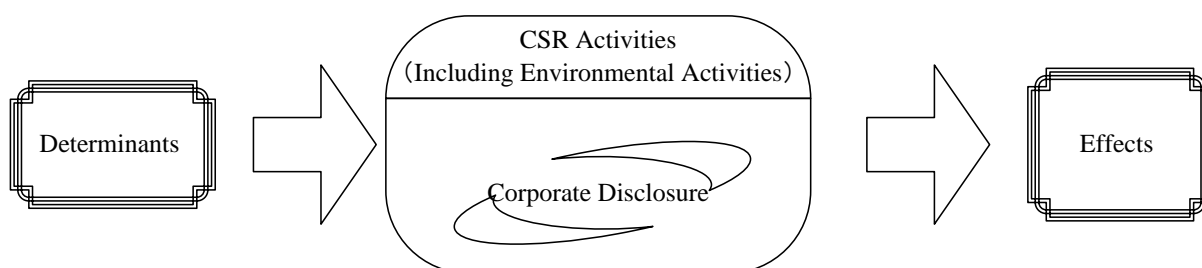 CSR Activities
（Including Environmental Activities）
Determinants
Corporate Disclosure
Effects